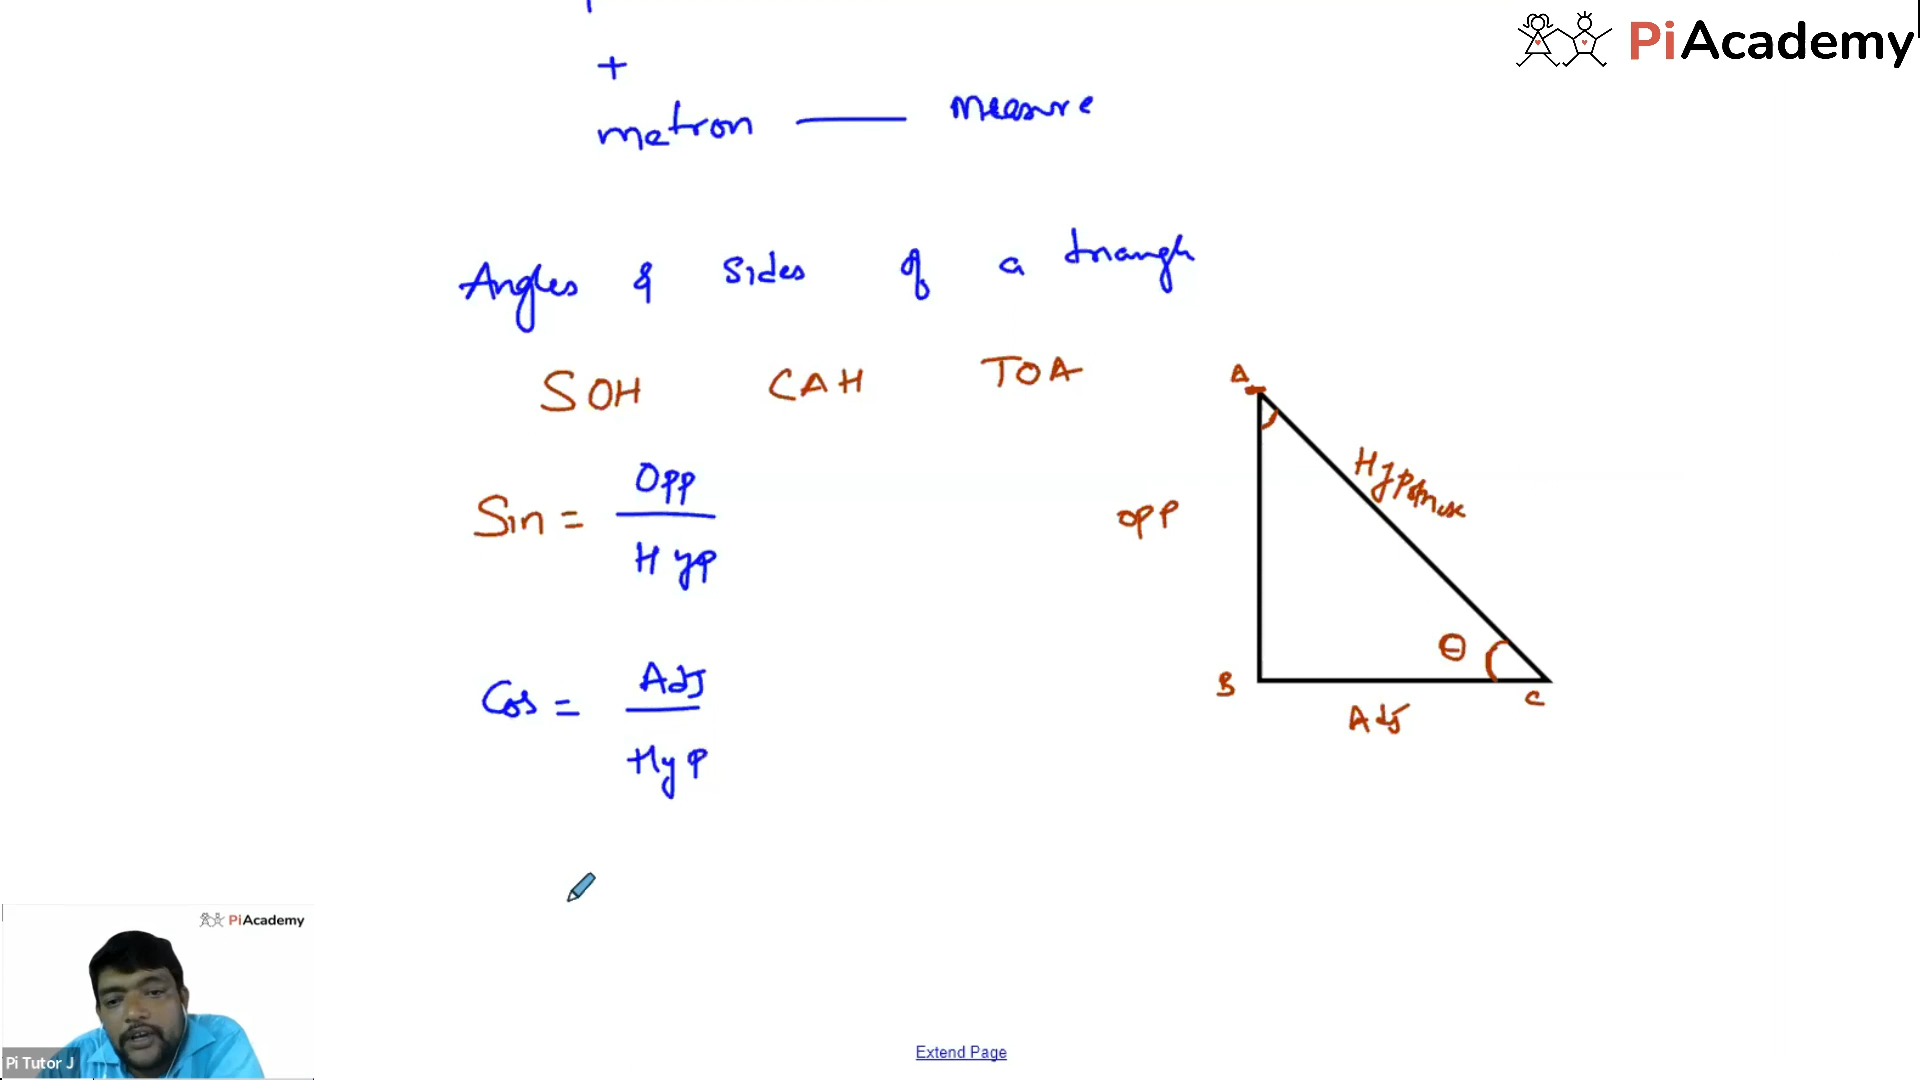 PiAcademy
+
metron — measure
Angles & Sides of a triangle
SOH CAH TOA
A
Hypotenuse
Sin = Opp / Hyp
opp
θ
Cos = Adj / Hyp
B C
Adj
PiAcademy
Pi Tutor J
Extend Page